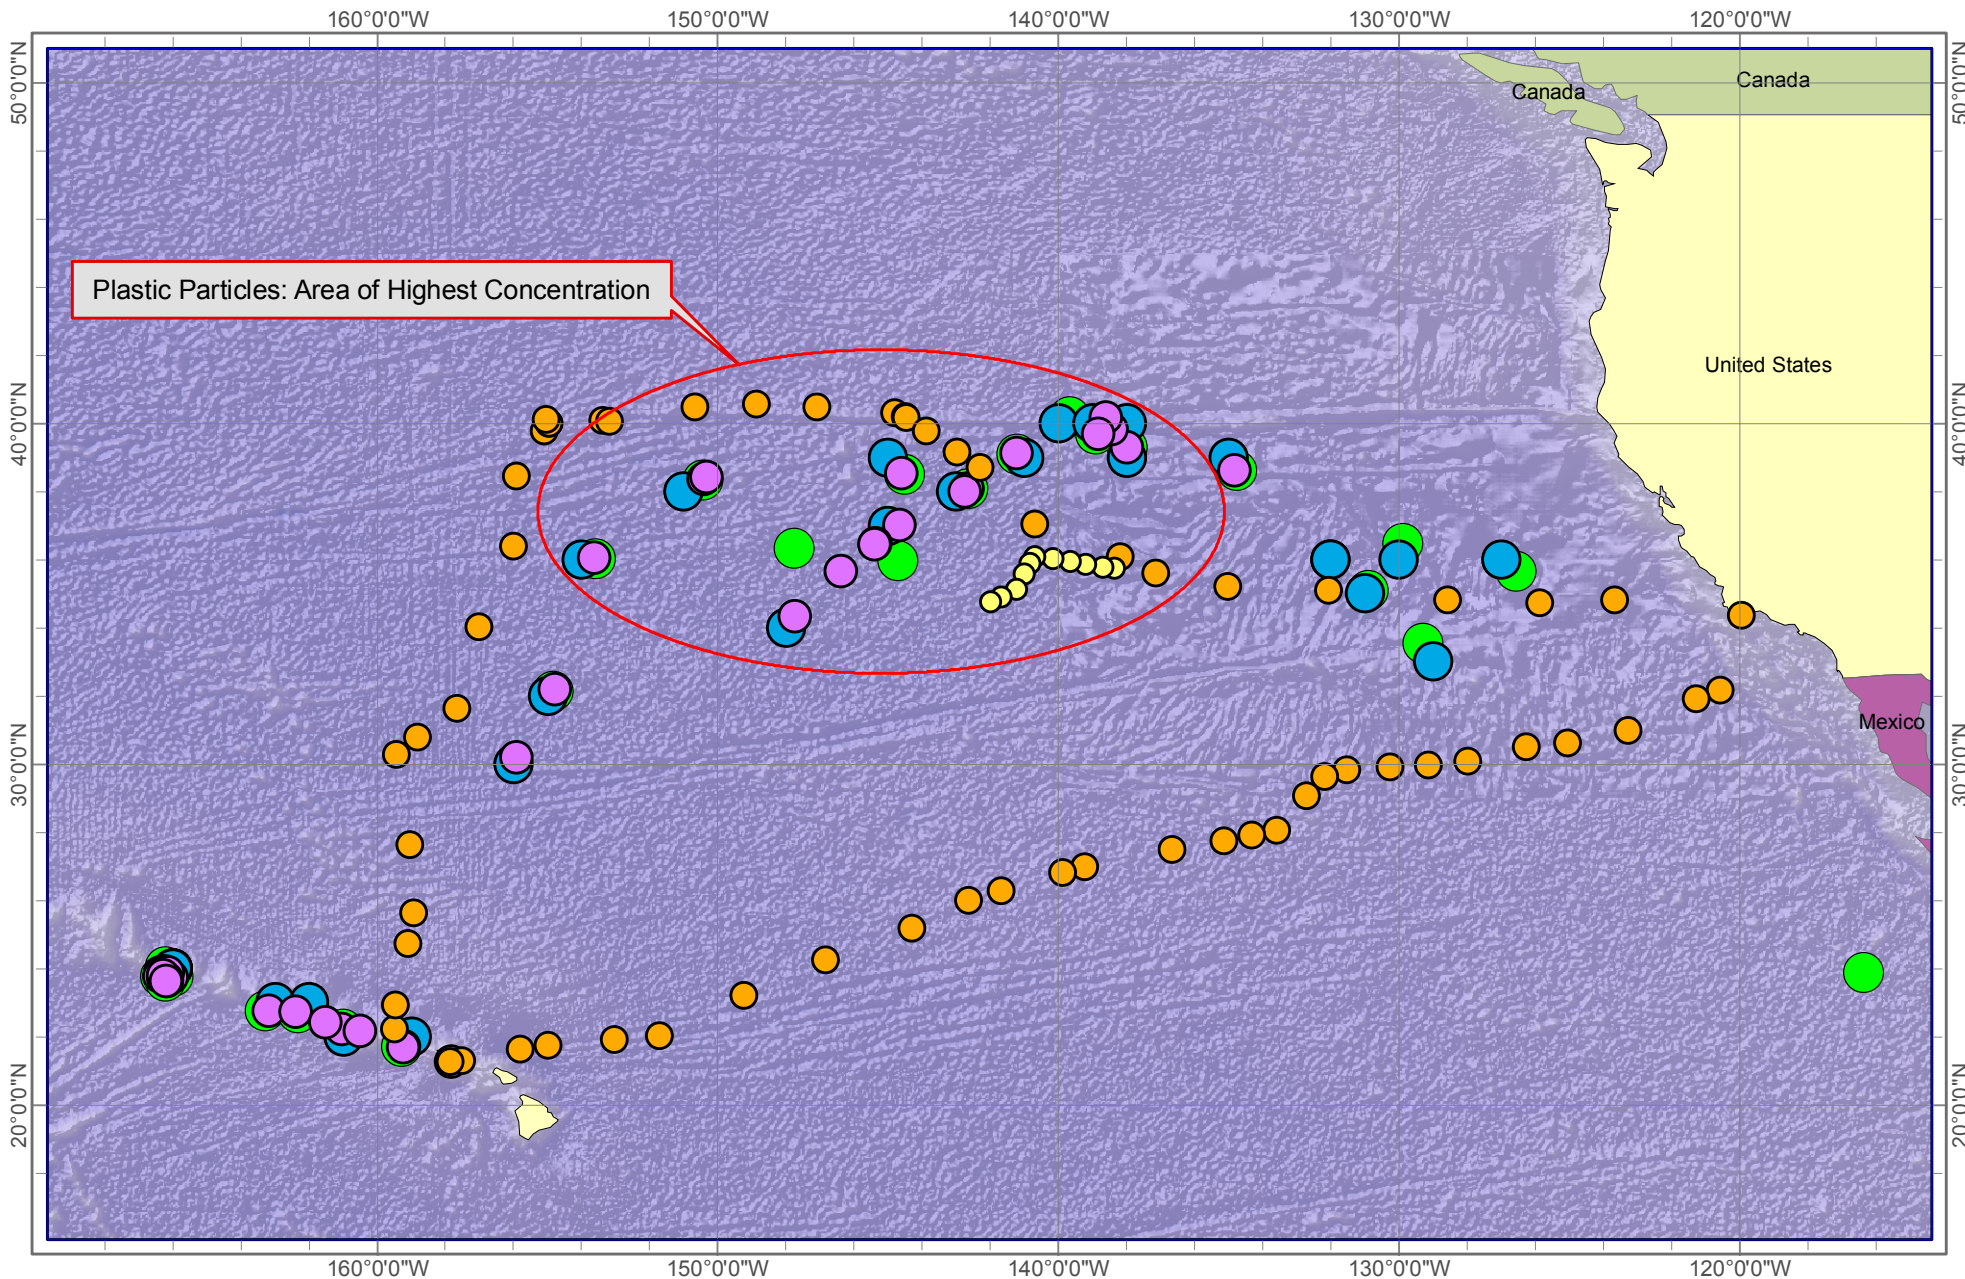 160°0'0"W 150°0'0"W 140°0'0"W 130°0'0"W 120°0'0"W
50°0'0"N 50°0'0"N
Canada
Canada
Plastic Particles: Area of Highest Concentration
United States
40°0'0"N 40°0'0"N
Mexico
30°0'0"N 30°0'0"N
20°0'0"N 20°0'0"N
160°0'0"W 150°0'0"W 140°0'0"W 130°0'0"W 120°0'0"W